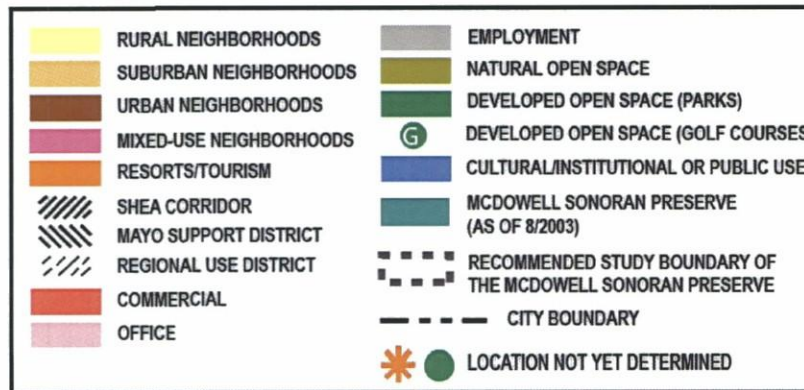 RURAL NEIGHBORHOODS
SUBURBAN NEIGHBORHOODS
URBAN NEIGHBORHOODS
MIXED-USE NEIGHBORHOODS
RESORTS/TOURISM
SHEA CORRIDOR
MAYO SUPPORT DISTRICT
REGIONAL USE DISTRICT
COMMERCIAL
OFFICE
EMPLOYMENT
NATURAL OPEN SPACE
DEVELOPED OPEN SPACE (PARKS)
G DEVELOPED OPEN SPACE (GOLF COURSES
CULTURAL/INSTITUTIONAL OR PUBLIC USE
MCDOWELL SONORAN PRESERVE
(AS OF 8/2003)
RECOMMENDED STUDY BOUNDARY OF
THE MCDOWELL SONORAN PRESERVE
CITY BOUNDARY
LOCATION NOT YET DETERMINED